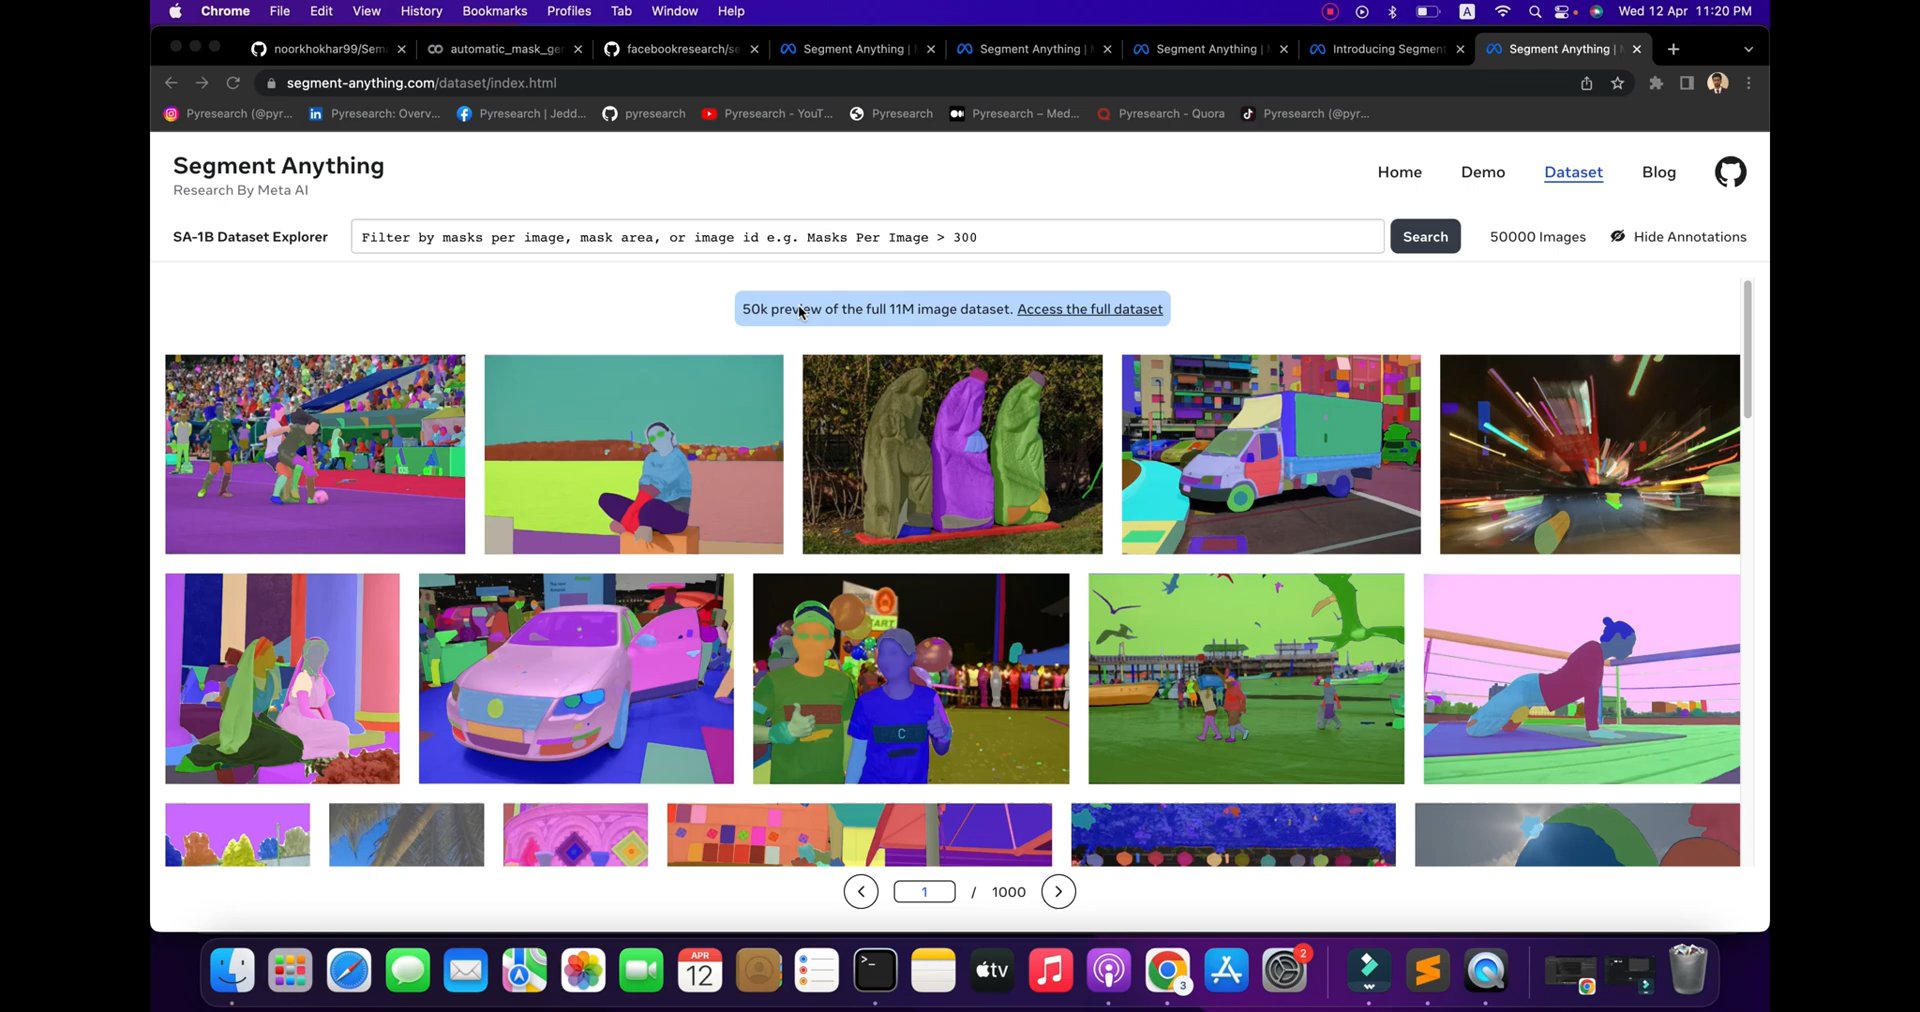 Chrome File Edit View History Bookmarks Profiles Tab Window Help
A Wed 12 Apr 11:20 PM
noorkhokhar99/Sem automatic_mask_gen facebookresearch/se Segment Anything | Segment Anything | Segment Anything | Introducing Segment Segment Anything |
segment-anything.com/dataset/index.html
Pyresearch (@pyr... Pyresearch: Overv... Pyresearch | Jedd... pyresearch Pyresearch - YouT... Pyresearch Pyresearch – Med... Pyresearch - Quora Pyresearch (@pyr...
Segment Anything
Research By Meta AI
Home Demo Dataset Blog
SA-1B Dataset Explorer
Filter by masks per image, mask area, or image id e.g. Masks Per Image > 300
Search
50000 Images
Hide Annotations
50k preview of the full 11M image dataset. Access the full dataset
START
C
1 / 1000
APR
12
tv
3
2